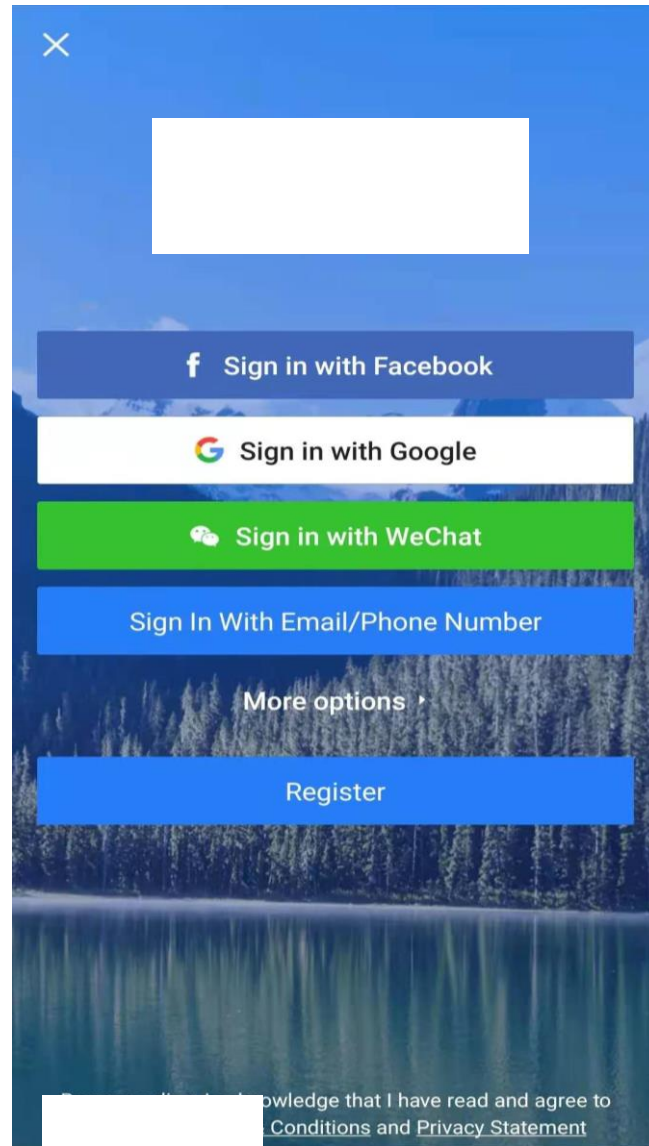 Sign in with Facebook
Sign in with Google
Sign in with WeChat
Sign In With Email/Phone Number
More options
Register
that I have read and agree to
Conditions and Privacy Statement